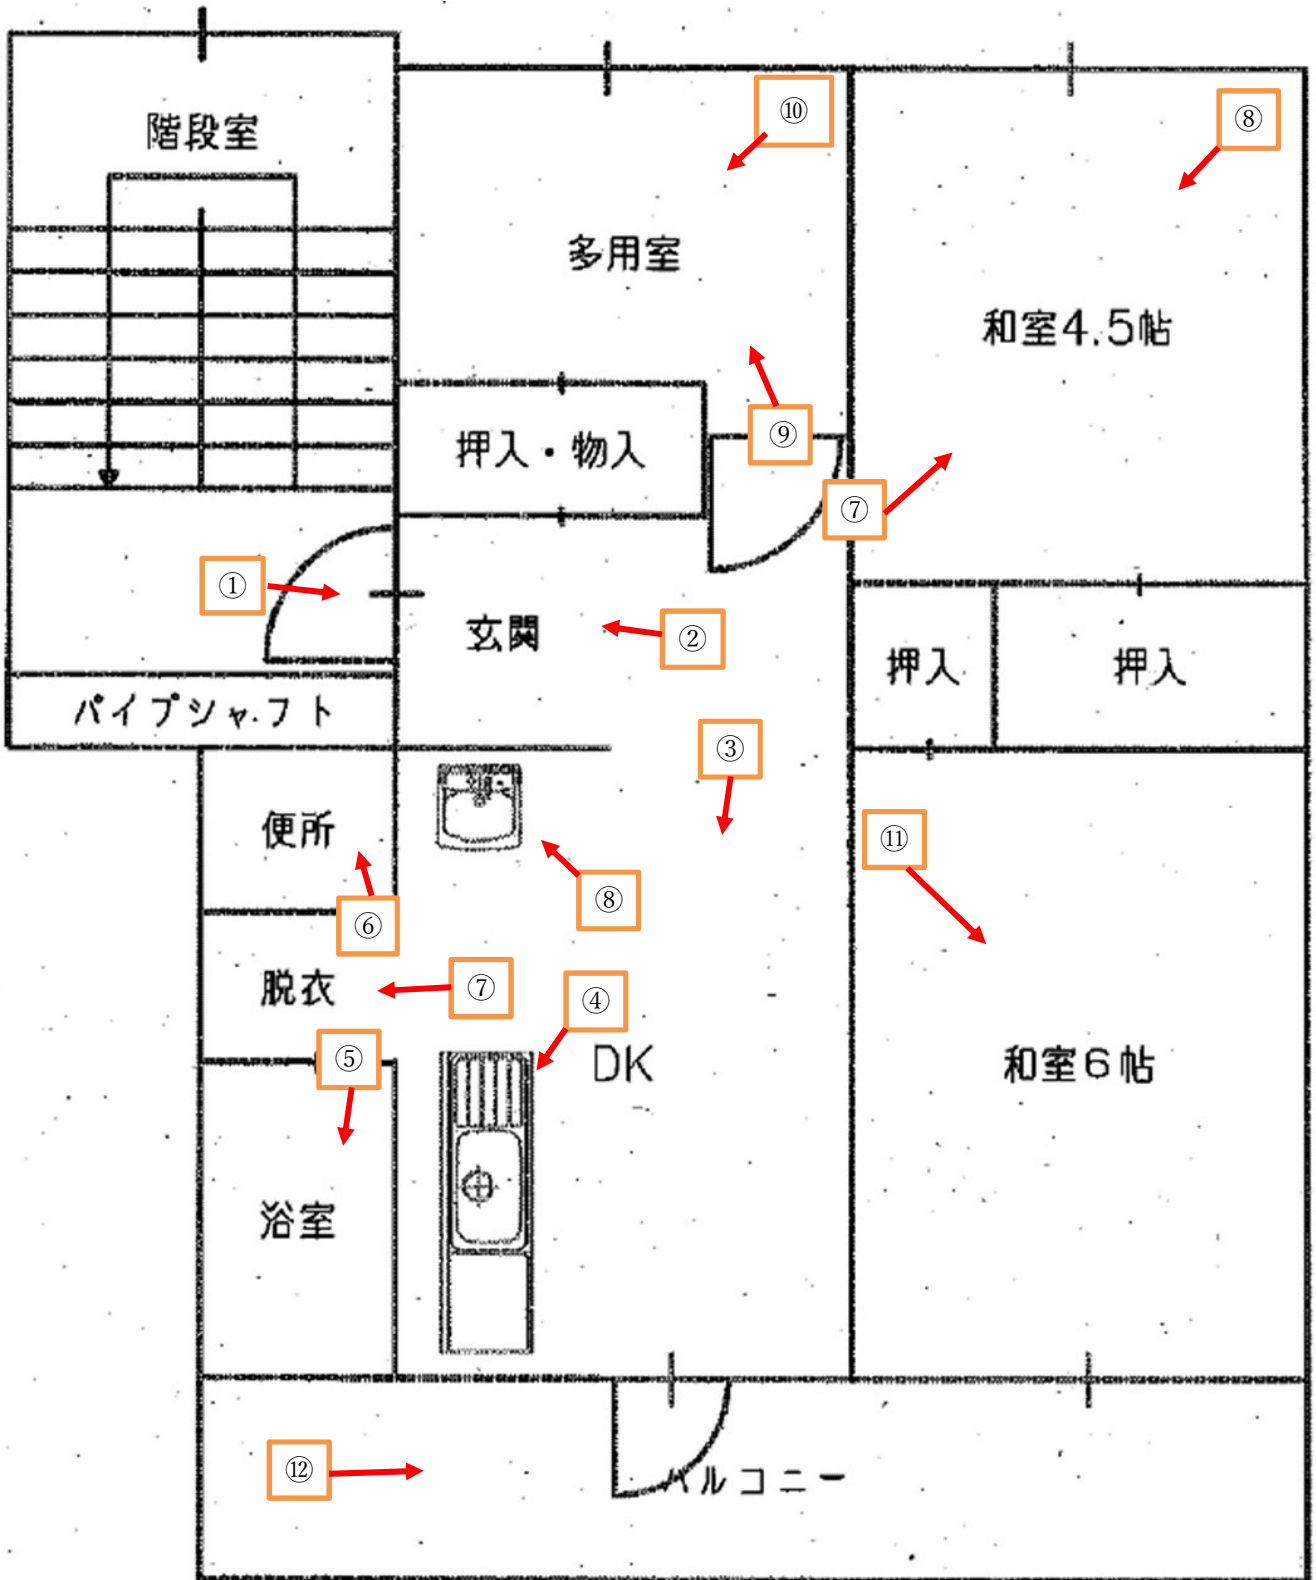 階段室
⑩
⑧
多用室
和室4.5帖
押入・物入
⑨
⑦
①
玄関
②
押入
押入
パイプシャフト
③
便所
⑪
⑥
⑧
脱衣
⑦
④
⑤
DK
和室6帖
浴室
⑫
バルコニー